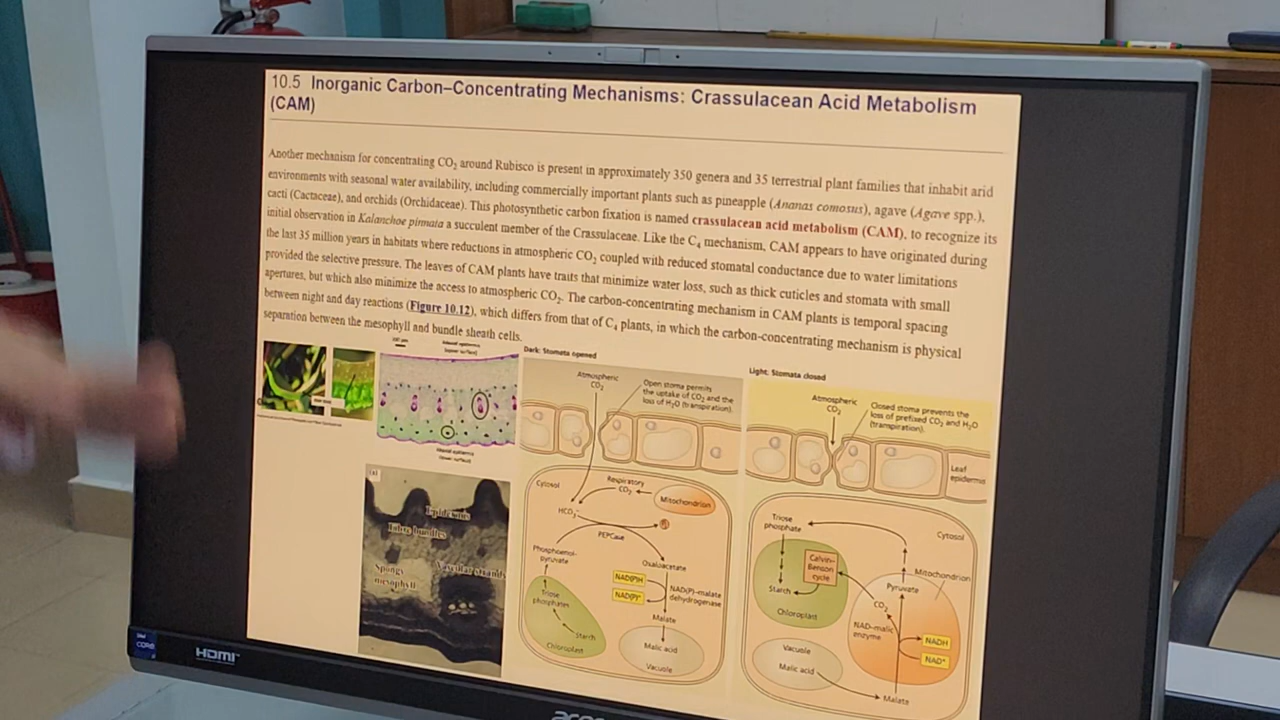 10.5 Inorganic Carbon–Concentrating Mechanisms: Crassulacean Acid Metabolism
(CAM)
Another mechanism for concentrating CO₂ around Rubisco is present in approximately 350 genera and 35 terrestrial plant families that inhabit arid
environments with seasonal water availability, including commercially important plants such as pineapple (Ananas comosus), agave (Agave spp.),
cacti (Cactaceae), and orchids (Orchidaceae). This photosynthetic carbon fixation is named crassulacean acid metabolism (CAM), to recognize its
initial observation in Kalanchoe pinnata a succulent member of the Crassulaceae. Like the C₄ mechanism, CAM appears to have originated during
the last 35 million years in habitats where reductions in atmospheric CO₂ coupled with reduced stomatal conductance due to water limitations
provided the selective pressure. The leaves of CAM plants have traits that minimize water loss, such as thick cuticles and stomata with small
apertures, but which also minimize the access to atmospheric CO₂. The carbon-concentrating mechanism in CAM plants is temporal spacing
between night and day reactions (Figure 10.12), which differs from that of C₄ plants, in which the carbon-concentrating mechanism is physical
separation between the mesophyll and bundle sheath cells.
Dark: Stomata opened
Atmospheric
CO₂
Open stoma permits
the uptake of CO₂ and the
loss of H₂O (transpiration).
Cytosol
Respiratory
CO₂
Mitochondrion
HCO₃⁻
Pi
PEPCase
Phosphoenol-
pyruvate
Oxaloacetate
NAD(P)H
NAD(P)⁺
NAD(P)–malate
dehydrogenase
Triose
phosphates
Starch
Chloroplast
Malate
Malic acid
Vacuole
Light: Stomata closed
Atmospheric
CO₂
Closed stoma prevents the
loss of prefixed CO₂ and H₂O
(transpiration).
Leaf
epidermis
Triose
phosphate
Cytosol
Calvin–
Benson
cycle
Starch
Chloroplast
Mitochondrion
Pyruvate
CO₂
NAD–malic
enzyme
NADH
NAD⁺
Vacuole
Malic acid
Malate
Epidermis
Fibre bundles
Spongy
mesophyll
Vascular strands
HDMI
acer